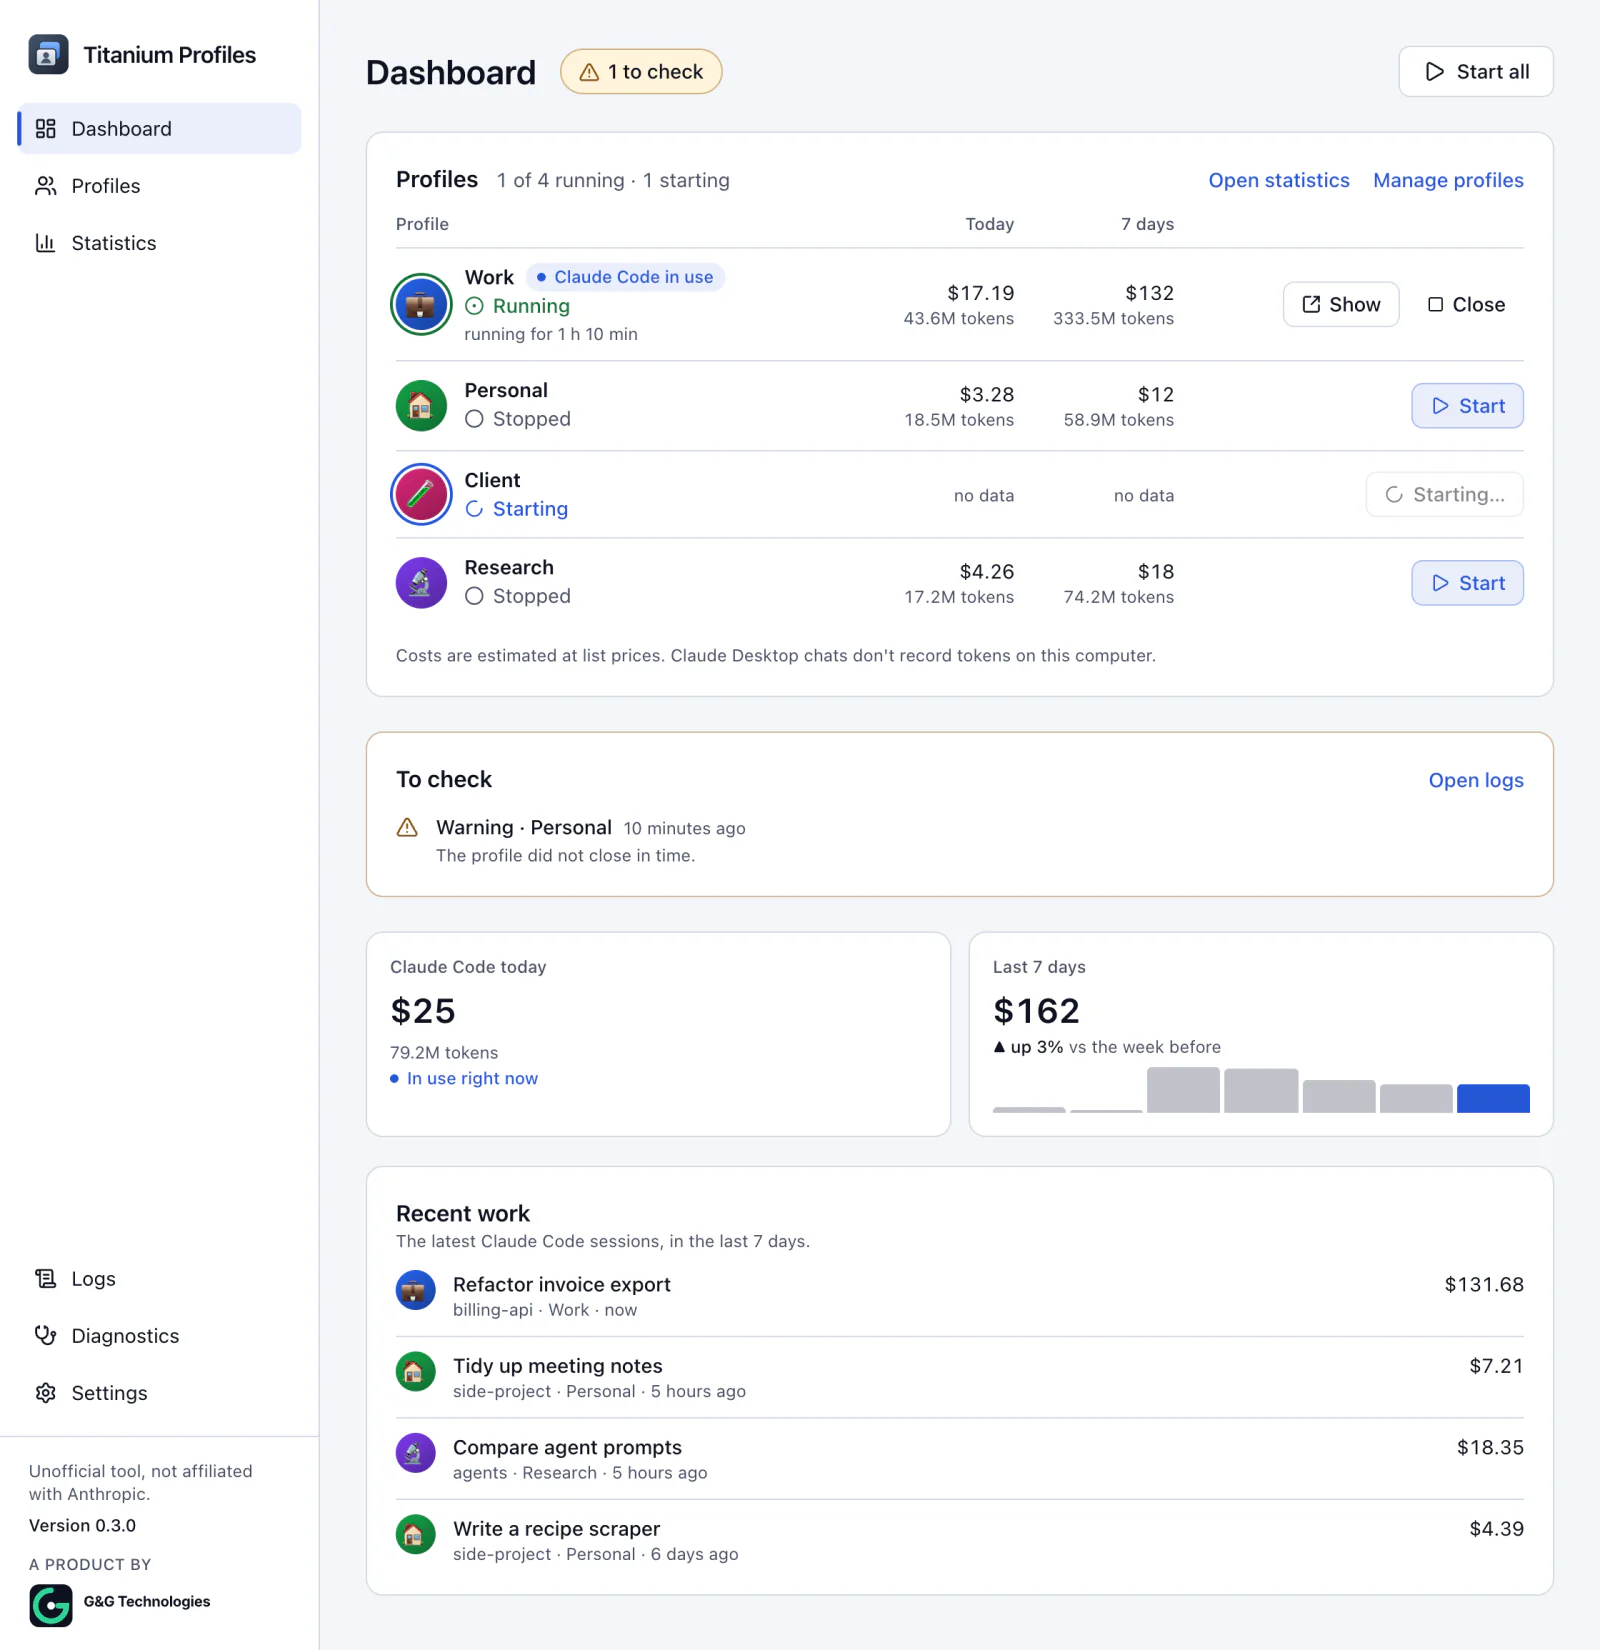 Titanium Profiles
Dashboard
Profiles
Statistics
Logs
Diagnostics
Settings
Unofficial tool, not affiliated
with Anthropic.
Version 0.3.0
A PRODUCT BY
G&G Technologies
Dashboard
1 to check
Start all
Profiles 1 of 4 running · 1 starting
Open statistics Manage profiles
Profile Today 7 days
Work Claude Code in use
Running
running for 1 h 10 min
$17.19 $132
43.6M tokens 333.5M tokens
Show Close
Personal
Stopped
$3.28 $12
18.5M tokens 58.9M tokens
Start
Client
Starting
no data no data
Starting...
Research
Stopped
$4.26 $18
17.2M tokens 74.2M tokens
Start
Costs are estimated at list prices. Claude Desktop chats don't record tokens on this computer.
To check
Open logs
Warning · Personal 10 minutes ago
The profile did not close in time.
Claude Code today
$25
79.2M tokens
In use right now
Last 7 days
$162
▲ up 3% vs the week before
Recent work
The latest Claude Code sessions, in the last 7 days.
Refactor invoice export $131.68
billing-api · Work · now
Tidy up meeting notes $7.21
side-project · Personal · 5 hours ago
Compare agent prompts $18.35
agents · Research · 5 hours ago
Write a recipe scraper $4.39
side-project · Personal · 6 days ago